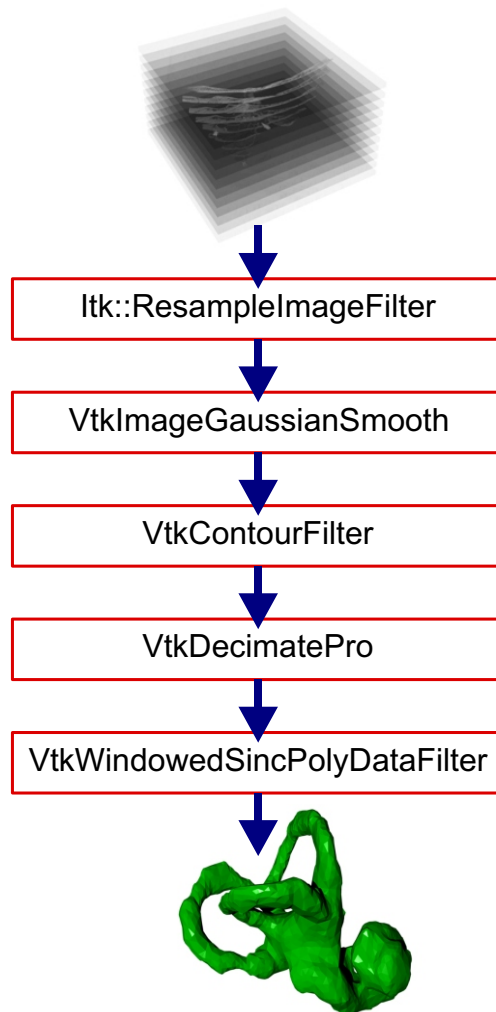 Itk::ResampleImageFilter
VtkImageGaussianSmooth
VtkContourFilter
VtkDecimatePro
VtkWindowedSincPolyDataFilter